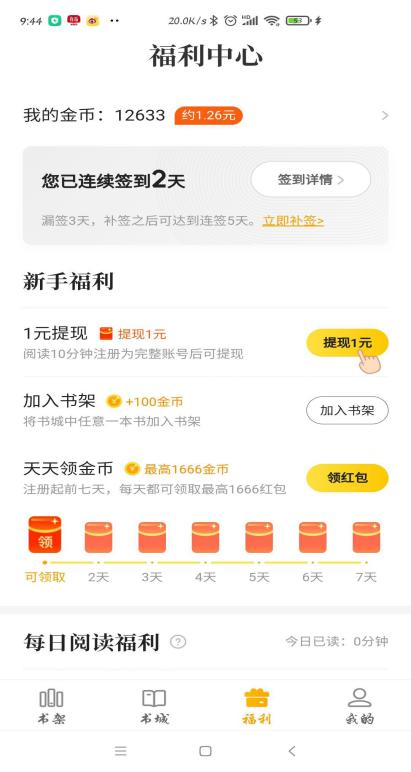 9:44 20.0K/s HD 53
福利中心
我的金币：12633 约1.26元
您已连续签到2天 签到详情
漏签3天，补签之后可达到连签5天。立即补签>
新手福利
1元提现 提现1元 提现1元
阅读10分钟注册为完整账号后可提现
加入书架 +100金币 加入书架
将书城中任意一本书加入书架
天天领金币 最高1666金币 领红包
注册起前七天，每天都可领取最高1666红包
领
可领取 2天 3天 4天 5天 6天 7天
每日阅读福利 ? 今日已读：0分钟
书架 书城 福利 我的